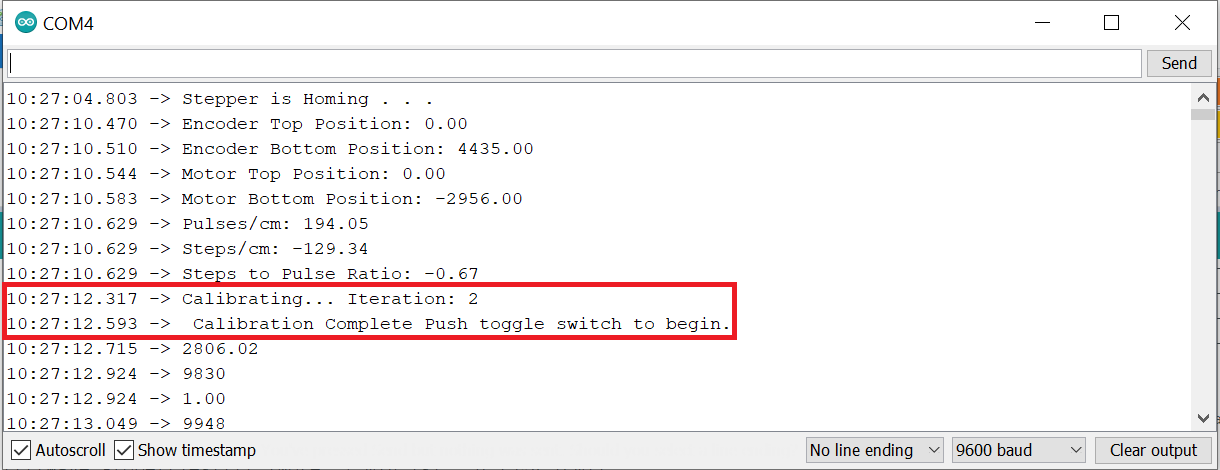 COM4
Send
10:27:04.803 -> Stepper is Homing . . .
10:27:10.470 -> Encoder Top Position: 0.00
10:27:10.510 -> Encoder Bottom Position: 4435.00
10:27:10.544 -> Motor Top Position: 0.00
10:27:10.583 -> Motor Bottom Position: -2956.00
10:27:10.629 -> Pulses/cm: 194.05
10:27:10.629 -> Steps/cm: -129.34
10:27:10.629 -> Steps to Pulse Ratio: -0.67
10:27:12.317 -> Calibrating... Iteration: 2
10:27:12.593 ->  Calibration Complete Push toggle switch to begin.
10:27:12.715 -> 2806.02
10:27:12.924 -> 9830
10:27:12.924 -> 1.00
10:27:13.049 -> 9948
Autoscroll Show timestamp No line ending 9600 baud Clear output